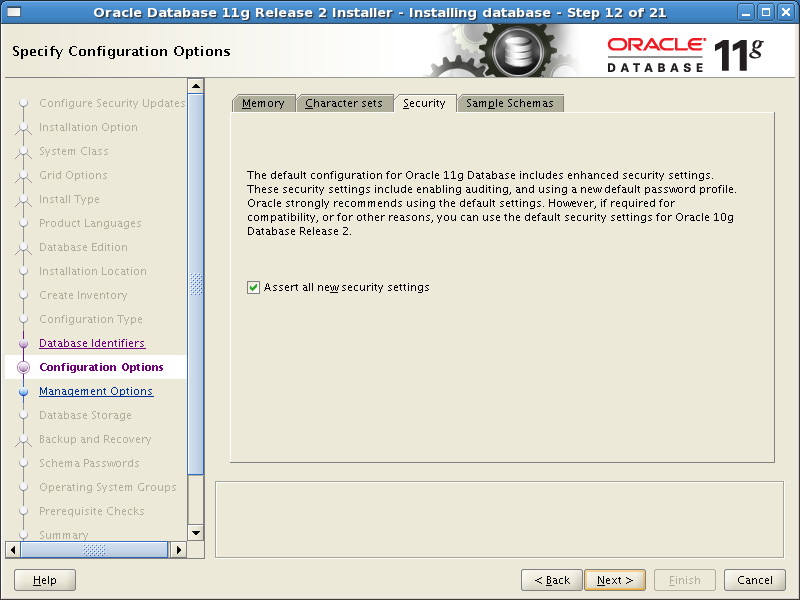 Oracle Database 11g Release 2 Installer - Installing database - Step 12 of 21
Specify Configuration Options
ORACLE®
DATABASE 11g
Configure Security Updates
Installation Option
System Class
Grid Options
Install Type
Product Languages
Database Edition
Installation Location
Create Inventory
Configuration Type
Database Identifiers
Configuration Options
Management Options
Database Storage
Backup and Recovery
Schema Passwords
Operating System Groups
Prerequisite Checks
Summary
Memory
Character sets
Security
Sample Schemas
The default configuration for Oracle 11g Database includes enhanced security settings.
These security settings include enabling auditing, and using a new default password profile.
Oracle strongly recommends using the default settings. However, if required for
compatibility, or for other reasons, you can use the default security settings for Oracle 10g
Database Release 2.
Assert all new security settings
Help
< Back
Next >
Finish
Cancel